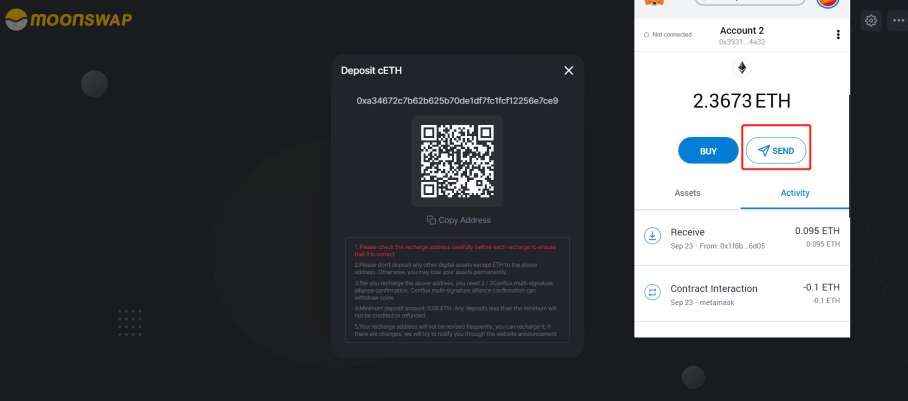 MOONSWAP
Deposit cETH
0xa34672c7b62b625b70de1df7fc1fcf12256e7ce9
Copy Address
1. Please check the recharge address carefully before each recharge to ensure
that it is correct
2.Please don't deposit any other digital assets except ETH to the above
address. Otherwise, you may lose your assets permanently.
3.fter you recharge the above address, you need 2 / 3Conflux multi-signature
alliance confirmation, Conflux multi-signature alliance confirmation can
withdraw coins.
4.Minimum deposit amount: 0.05 ETH. Any deposits less than the minimum will
not be credited or refunded.
5.Your recharge address will not be revised frequently, you can recharge it; if
there are changes, we will try to notify you through the website announcement
Not connected
Account 2
0x3931...4a32
2.3673 ETH
BUY
SEND
Assets
Activity
Receive
0.095 ETH
Sep 23 · From: 0x1f6b...6d05
0.095 ETH
Contract Interaction
-0.1 ETH
Sep 23 · metamask
-0.1 ETH